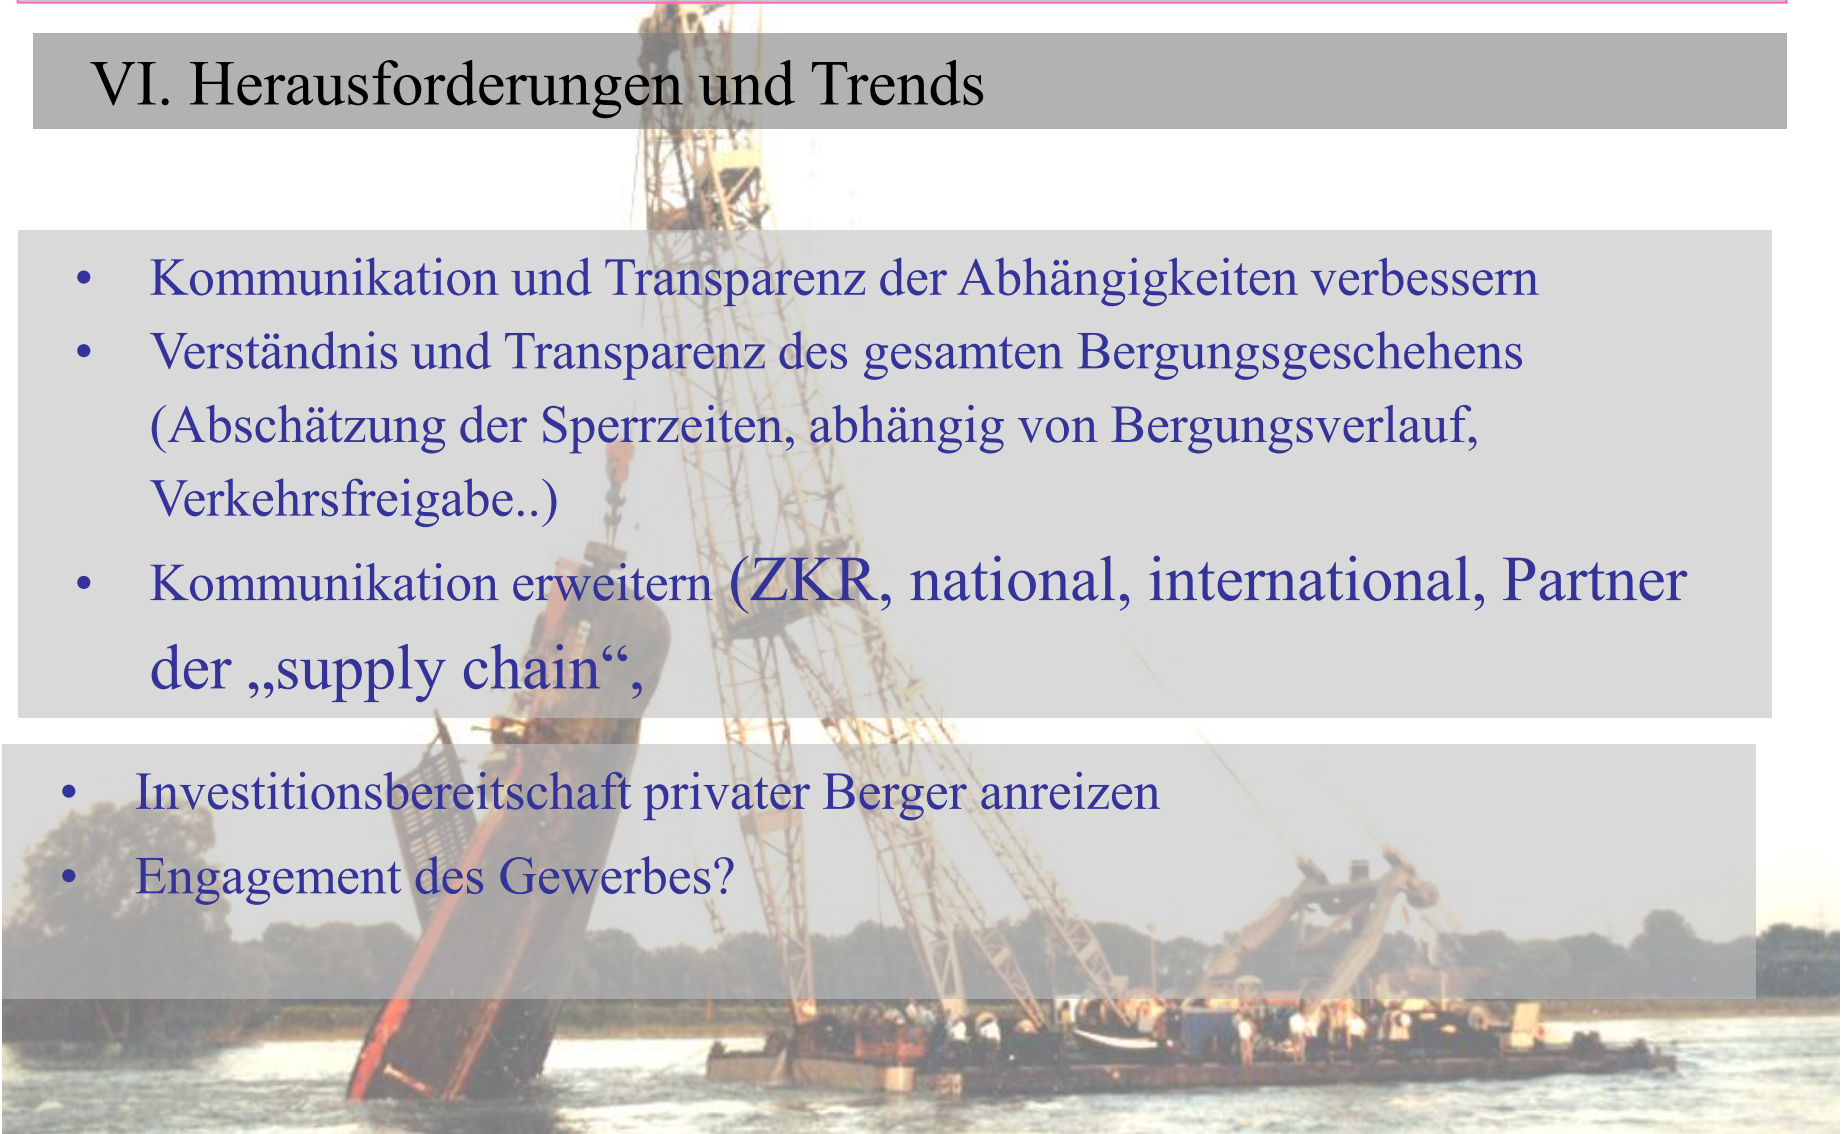 VI. Herausforderungen und Trends
• Kommunikation und Transparenz der Abhängigkeiten verbessern
• Verständnis und Transparenz des gesamten Bergungsgeschehens
(Abschätzung der Sperrzeiten, abhängig von Bergungsverlauf,
Verkehrsfreigabe..)
• Kommunikation erweitern (ZKR, national, international, Partner
der „supply chain“,
• Investitionsbereitschaft privater Berger anreizen
• Engagement des Gewerbes?